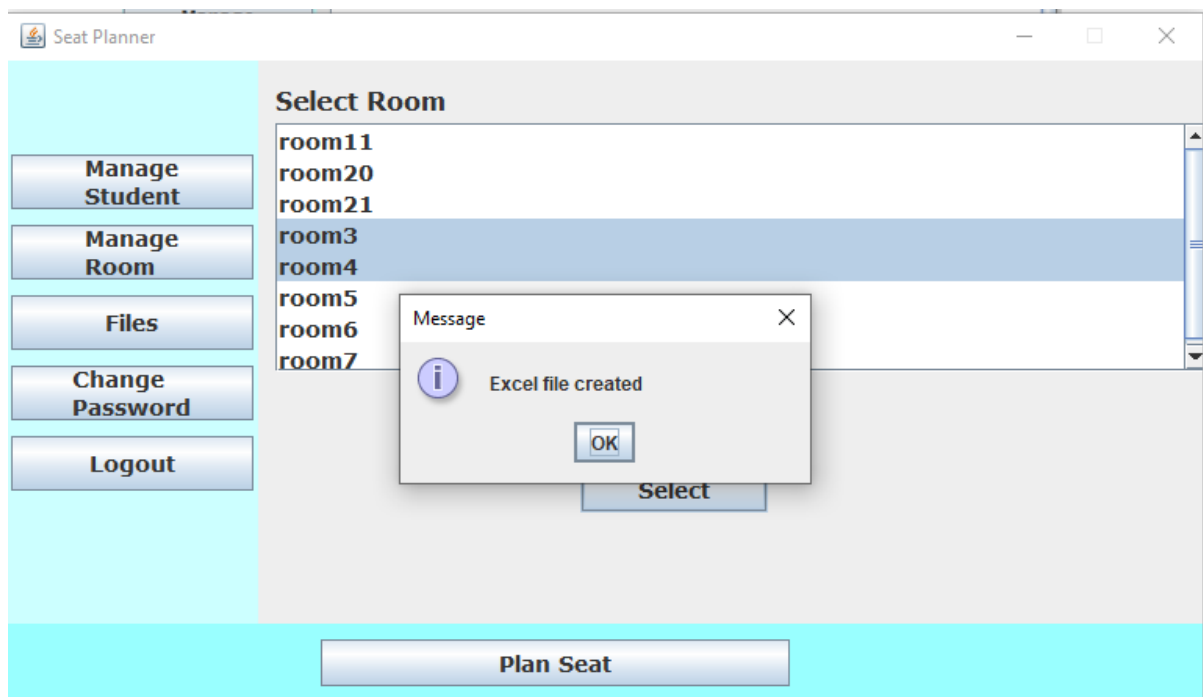 Seat Planner
Select Room
room11
room20
room21
room3
room4
room5
room6
room7
Manage
Student
Manage
Room
Files
Change
Password
Logout
Message
Excel file created
OK
Select
Plan Seat